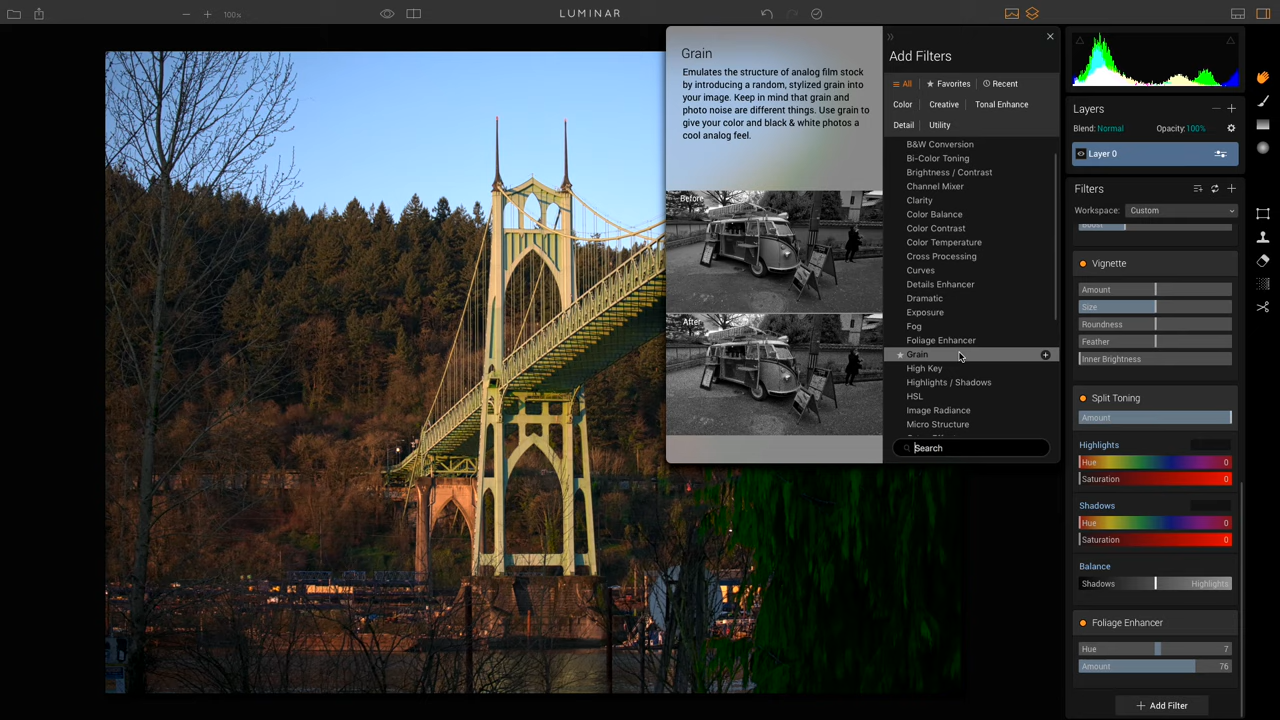 100%
LUMINAR
Grain
Emulates the structure of analog film stock
by introducing a random, stylized grain into
your image. Keep in mind that grain and
photo noise are different things. Use grain to
give your color and black & white photos a
cool analog feel.
Before
After
Add Filters
All
Favorites
Recent
Color
Creative
Tonal Enhance
Detail
Utility
B&W Conversion
Bi-Color Toning
Brightness / Contrast
Channel Mixer
Clarity
Color Balance
Color Contrast
Color Temperature
Cross Processing
Curves
Details Enhancer
Dramatic
Exposure
Fog
Foliage Enhancer
Grain
High Key
Highlights / Shadows
HSL
Image Radiance
Micro Structure
Search
Layers
Blend: Normal
Opacity: 100%
Layer 0
Filters
Workspace: Custom
Boost
Vignette
Amount
Size
Roundness
Feather
Inner Brightness
Split Toning
Amount
Highlights
Hue 0
Saturation 0
Shadows
Hue 0
Saturation 0
Balance
Shadows Highlights
Foliage Enhancer
Hue 7
Amount 76
Add Filter